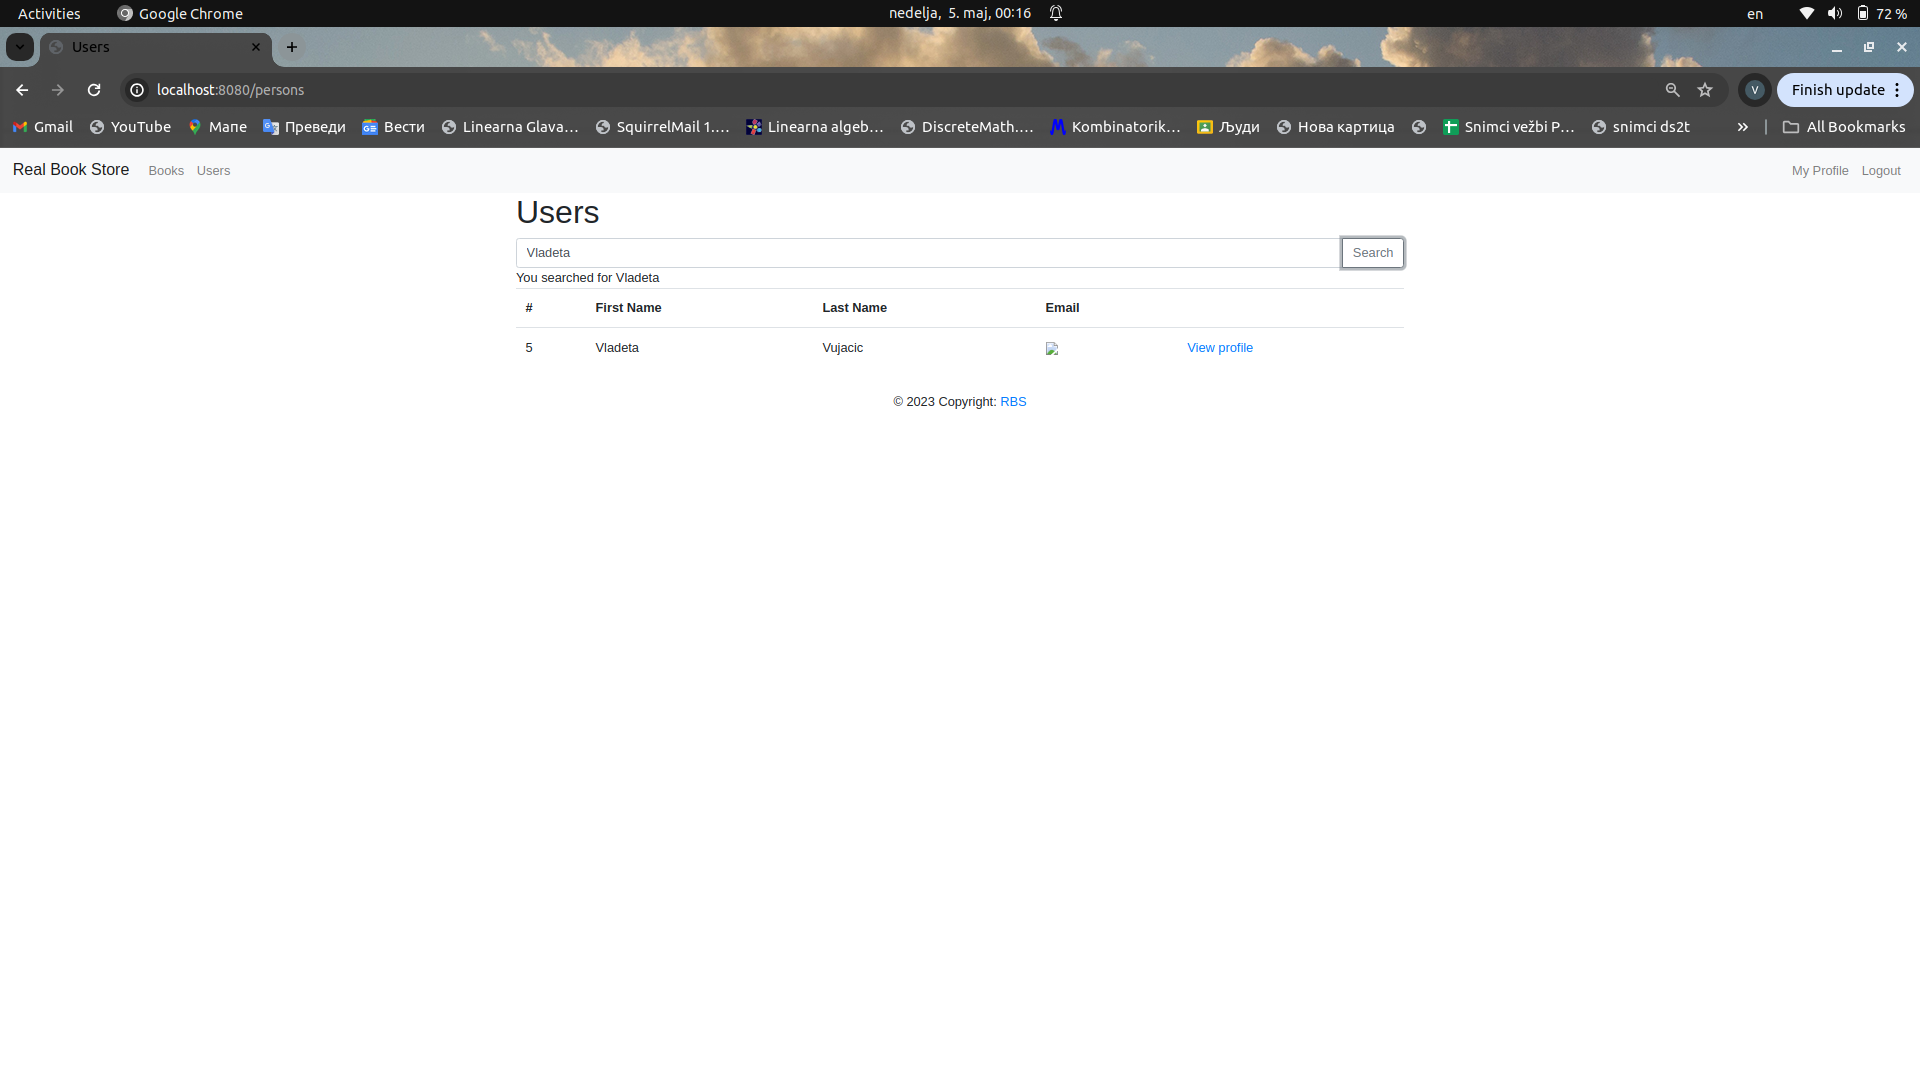 Activities Google Chrome nedelja, 5. maj, 00:16 en 72 %
Users
localhost:8080/persons V Finish update
Gmail YouTube Мапе Преведи Вести Linearna Glava… SquirrelMail 1.… Linearna algeb… DiscreteMath.… Kombinatorik… Људи Нова картица Snimci vežbi P… snimci ds2t » All Bookmarks
Real Book Store Books Users My Profile Logout
Users
Vladeta Search
You searched for Vladeta
# First Name Last Name Email
5 Vladeta Vujacic View profile
© 2023 Copyright: RBS